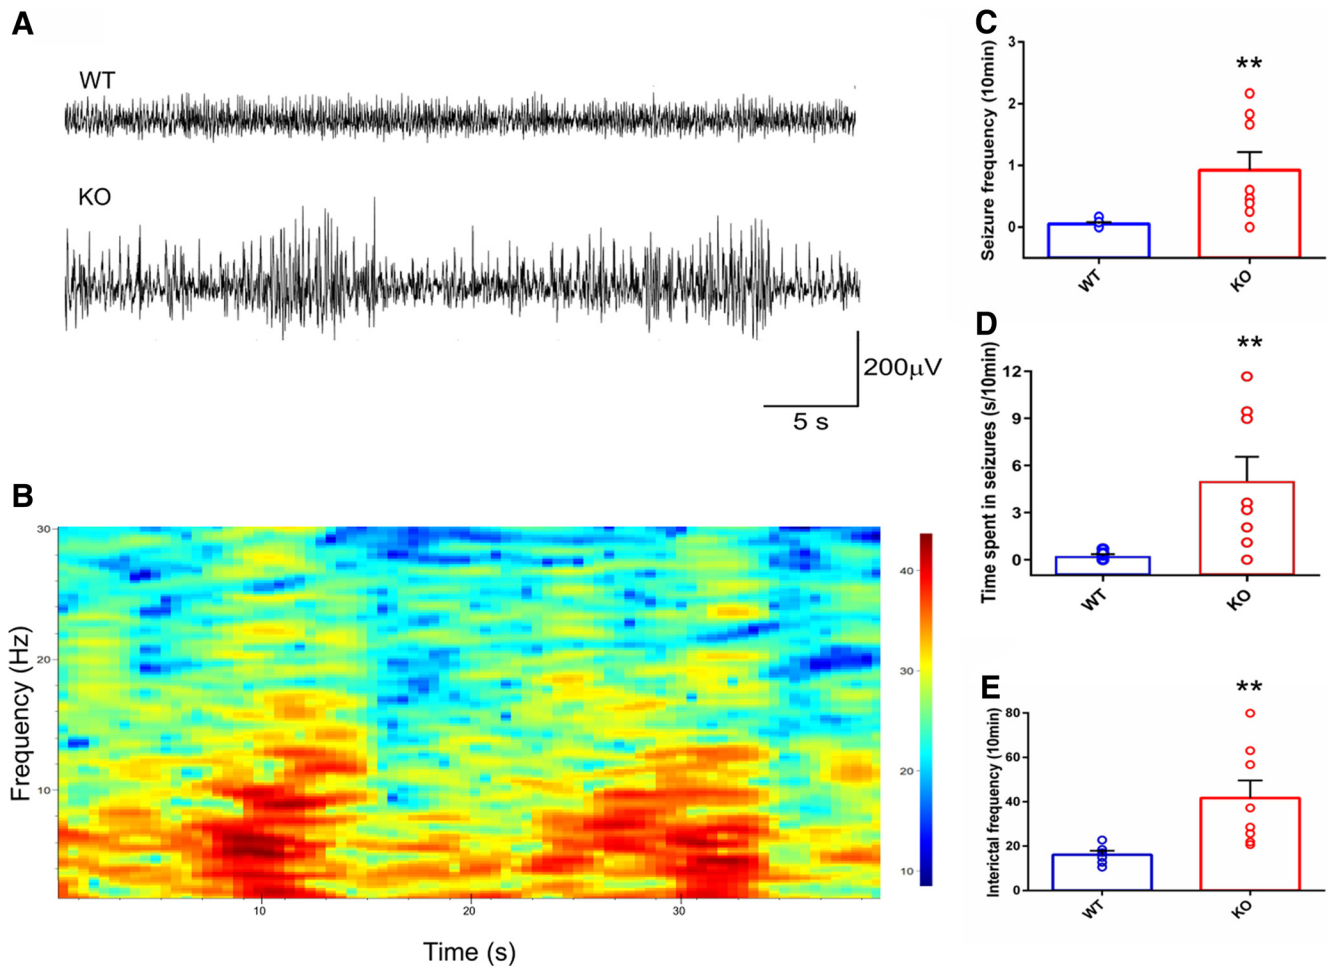 A
WT
KO
200µV
5 s
B
Frequency (Hz)
30
20
10
10
20
30
Time (s)
40
30
20
10
C
Seizure frequency (10min)
3
2
1
0
**
WT
KO
D
Time spent in seizures (s/10min)
12
9
6
3
0
**
WT
KO
E
Interictal frequency (10min)
80
60
40
20
0
**
WT
KO